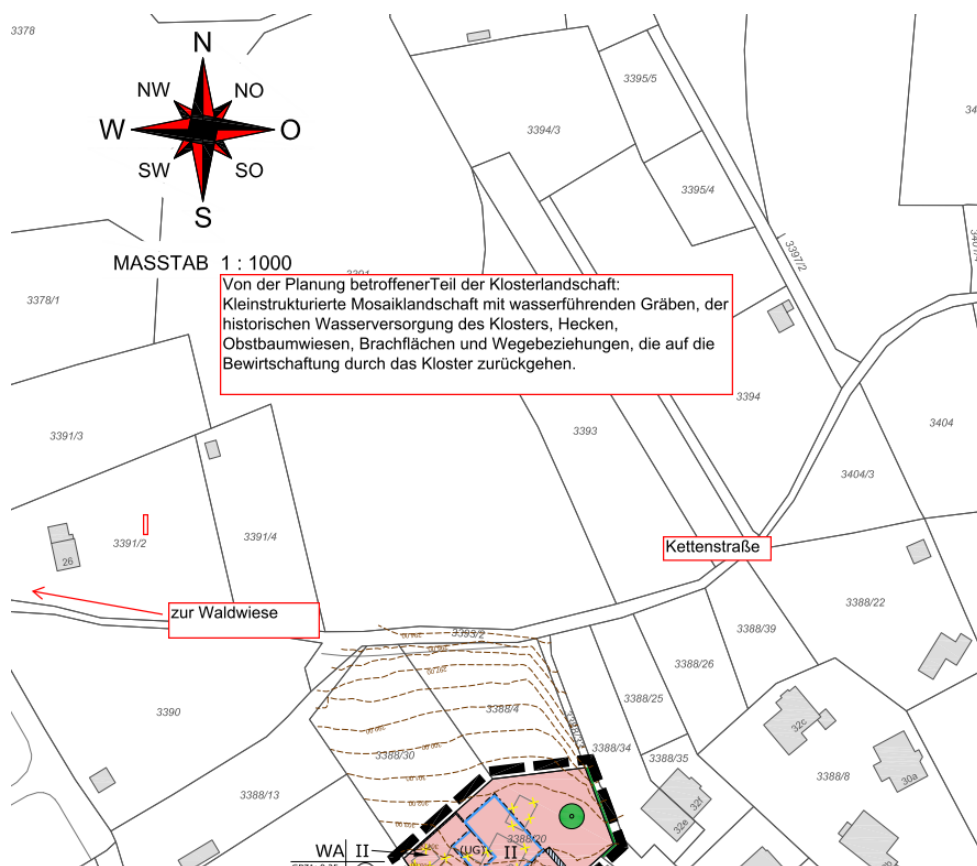 3378
N
NW
NO
W
O
SW
SO
S
MASSTAB 1 : 1000
3395/5
3394/3
3395/4
3397/2
3378/1
Von der Planung betroffenerTeil der Klosterlandschaft:
Kleinstrukturierte Mosaiklandschaft mit wasserführenden Gräben, der
historischen Wasserversorgung des Klosters, Hecken,
Obstbaumwiesen, Brachflächen und Wegebeziehungen, die auf die
Bewirtschaftung durch das Kloster zurückgehen.
3394
3391/3
3393
3404
3404/3
3391/2
3391/4
26
Kettenstraße
zur Waldwiese
3388/22
3393/2
3388/39
3388/26
3388/25
3390
3388/4
3388/30
3388/34
3388/35
32c
30a
3388/8
3388/13
32f
32e
3388/20
WA II
(UG)
II